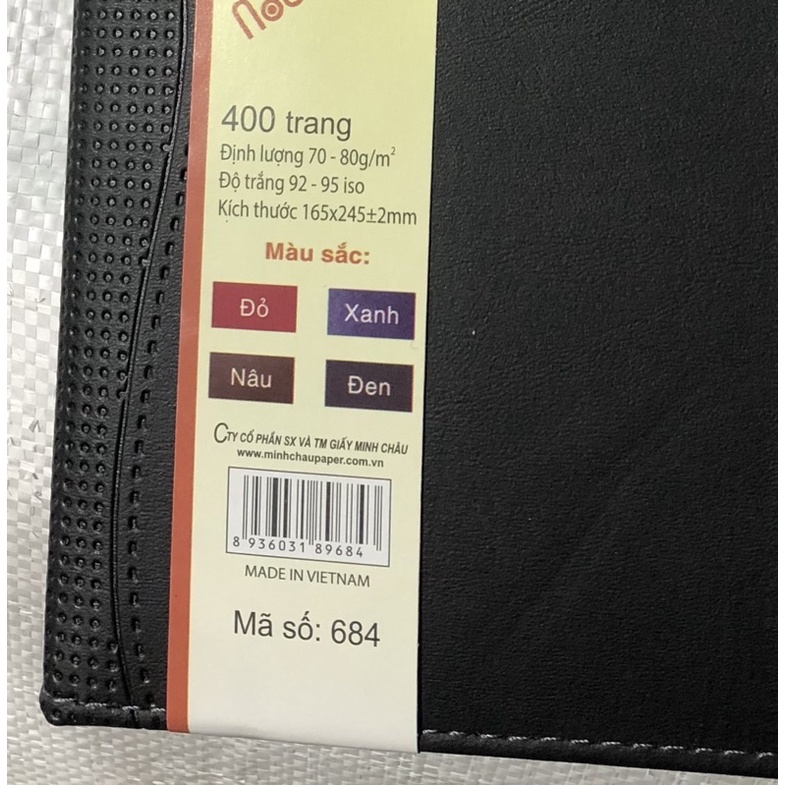 400 trang
Định lượng 70 - 80g/m²
Độ trắng 92 - 95 iso
Kích thước 165x245±2mm
Màu sắc:
Đỏ Xanh
Nâu Đen
CTY CỔ PHẦN SX VÀ TM GIẤY MINH CHÂU
www.minhchaupaper.com.vn
8 936031 89684
MADE IN VIETNAM
Mã số: 684